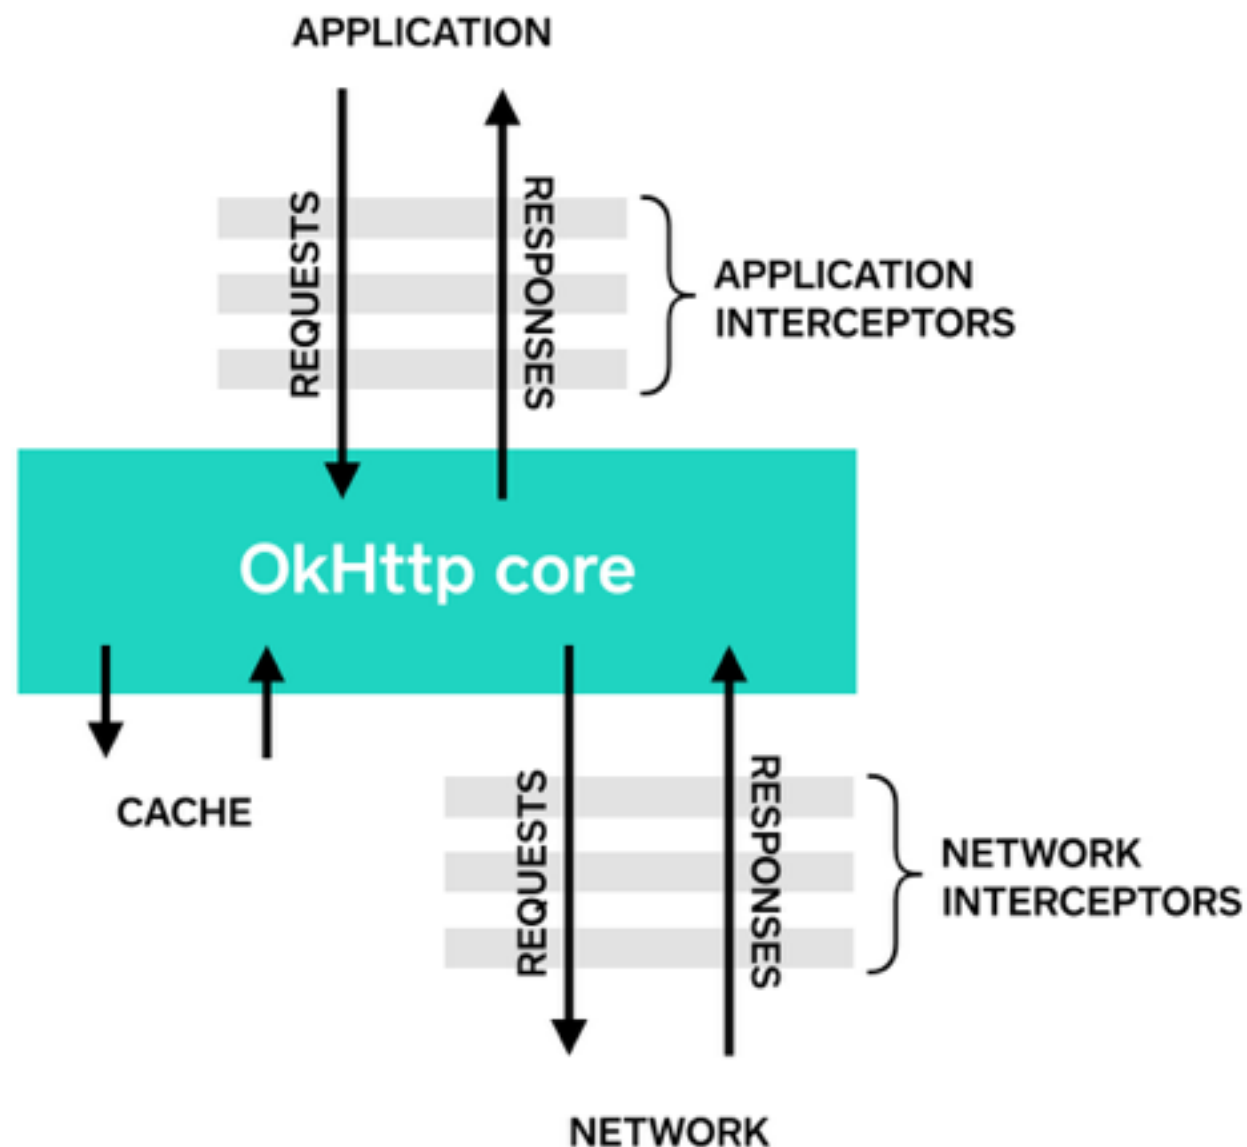 APPLICATION
REQUESTS
RESPONSES
APPLICATION
INTERCEPTORS
OkHttp core
CACHE
REQUESTS
RESPONSES
NETWORK
INTERCEPTORS
NETWORK